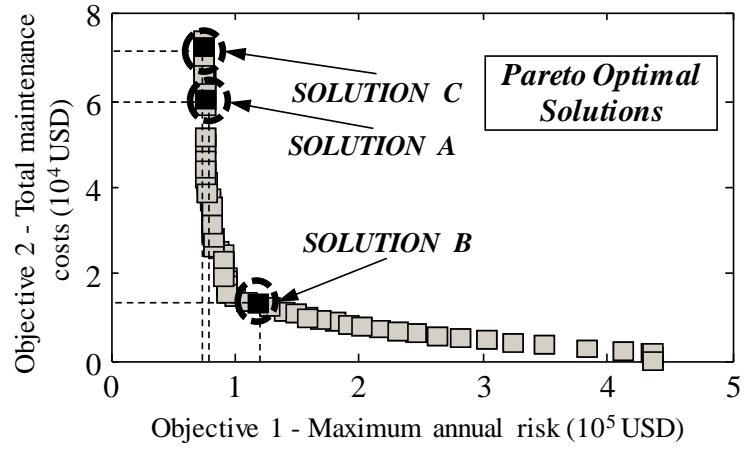 8
6
4
2
0
0
1
2
3
4
5
Objective 2 - Total maintenance
costs (10⁴ USD)
SOLUTION C
SOLUTION A
SOLUTION B
Pareto Optimal
Solutions
Objective 1 - Maximum annual risk (10⁵ USD)